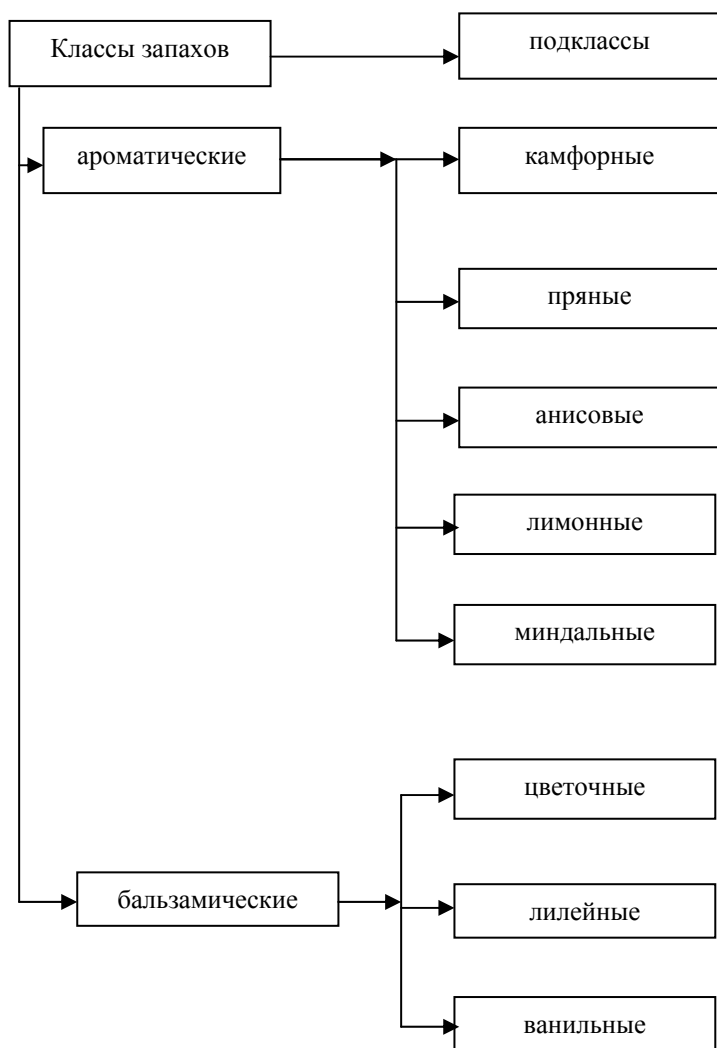 Классы запахов
подклассы
ароматические
камфорные
пряные
анисовые
лимонные
миндальные
цветочные
бальзамические
лилейные
ванильные